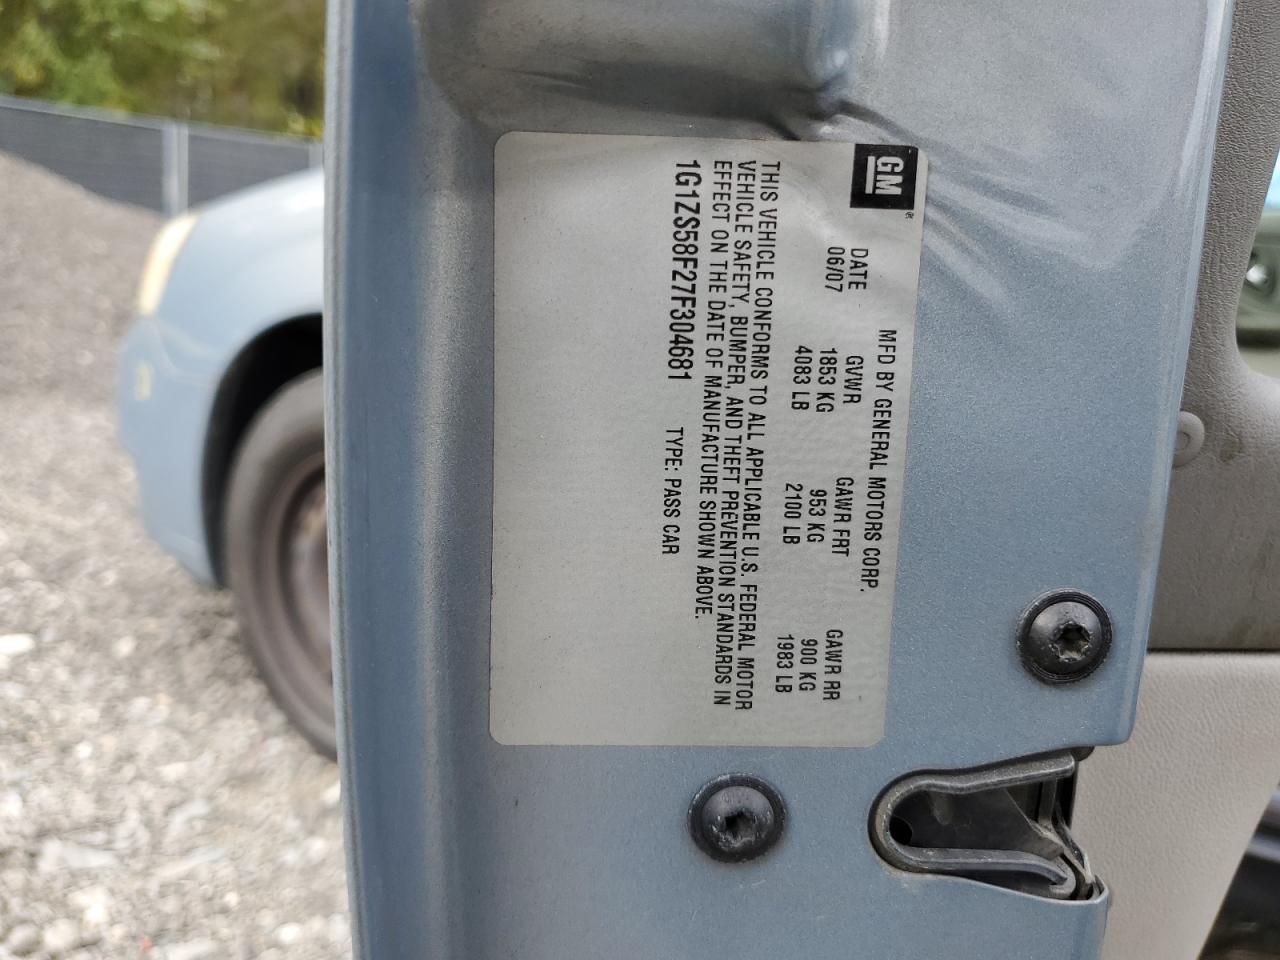 GM®
MFD BY GENERAL MOTORS CORP.
DATE GVWR GAWR FRT GAWR RR
06/07 1853 KG 953 KG 900 KG
4083 LB 2100 LB 1983 LB
THIS VEHICLE CONFORMS TO ALL APPLICABLE U.S. FEDERAL MOTOR
VEHICLE SAFETY, BUMPER, AND THEFT PREVENTION STANDARDS IN
EFFECT ON THE DATE OF MANUFACTURE SHOWN ABOVE.
1G1ZS58F27F304681 TYPE: PASS CAR